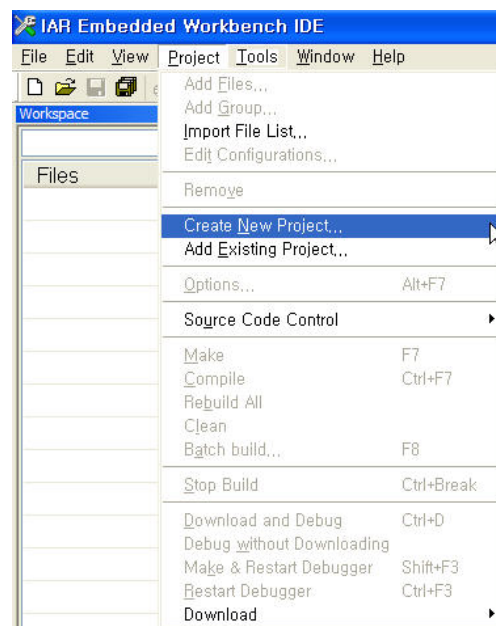 IAR Embedded Workbench IDE
File Edit View Project Tools Window Help
Workspace
Files
Add Files...
Add Group...
Import File List...
Edit Configurations...
Remove
Create New Project...
Add Existing Project...
Options... Alt+F7
Source Code Control
Make F7
Compile Ctrl+F7
Rebuild All
Clean
Batch build... F8
Stop Build Ctrl+Break
Download and Debug Ctrl+D
Debug without Downloading
Make & Restart Debugger Shift+F3
Restart Debugger Ctrl+F3
Download